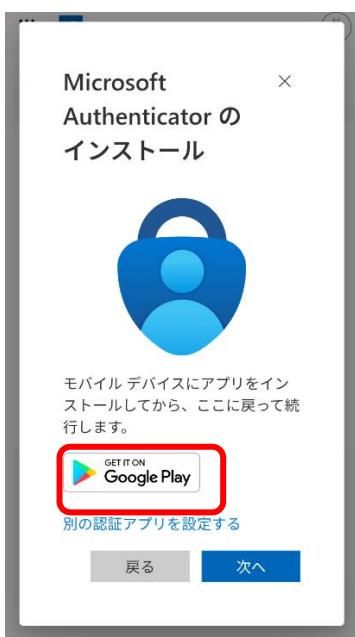 Microsoft
Authenticator の
インストール
モバイル デバイスにアプリをイン
ストールしてから、ここに戻って続
行します。
GET IT ON
Google Play
別の認証アプリを設定する
戻る
次へ